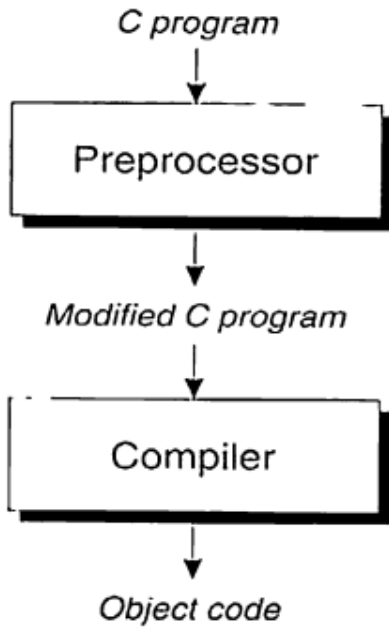 C program
Preprocessor
Modified C program
Compiler
Object code